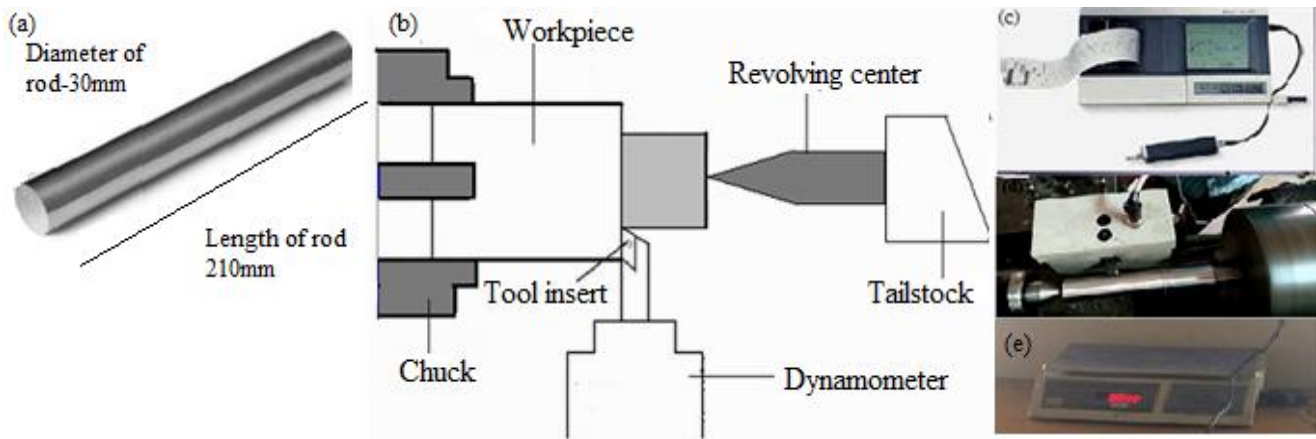 (a)
Diameter of
rod-30mm
Length of rod
210mm
(b)
Workpiece
Revolving center
Tool insert
Tailstock
Chuck
Dynamometer
(c)
(d)
(e)